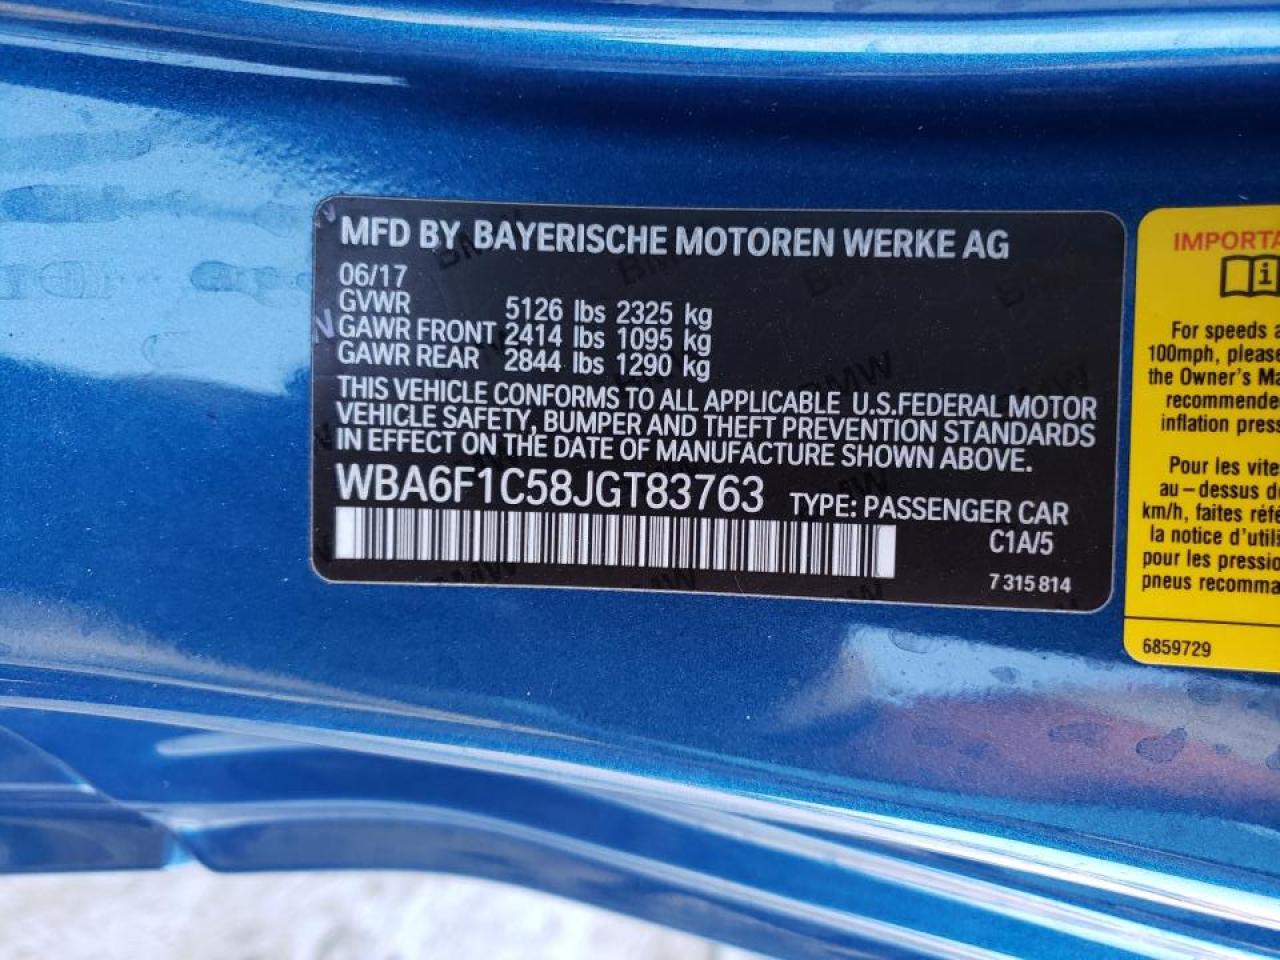 MFD BY BAYERISCHE MOTOREN WERKE AG
06/17
GVWR 5126 lbs 2325 kg
GAWR FRONT 2414 lbs 1095 kg
GAWR REAR 2844 lbs 1290 kg
THIS VEHICLE CONFORMS TO ALL APPLICABLE U.S.FEDERAL MOTOR
VEHICLE SAFETY, BUMPER AND THEFT PREVENTION STANDARDS
IN EFFECT ON THE DATE OF MANUFACTURE SHOWN ABOVE.
WBA6F1C58JGT83763 TYPE: PASSENGER CAR
C1A/5
7 315 814
IMPORTA
For speeds a
100mph, please
the Owner's Ma
recommende
inflation press
Pour les vite
au-dessus d
km/h, faites réfé
la notice d'utili
pour les pressio
pneus recomma
6859729